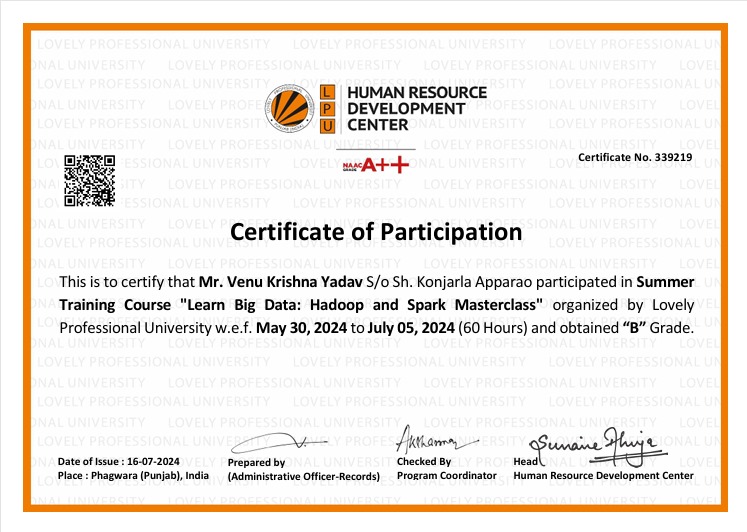 LPU
HUMAN RESOURCE
DEVELOPMENT
CENTER
NAAC GRADE A++
Certificate No. 339219
Certificate of Participation
This is to certify that Mr. Venu Krishna Yadav S/o Sh. Konjarla Apparao participated in Summer
Training Course "Learn Big Data: Hadoop and Spark Masterclass" organized by Lovely
Professional University w.e.f. May 30, 2024 to July 05, 2024 (60 Hours) and obtained “B” Grade.
Date of Issue : 16-07-2024
Place : Phagwara (Punjab), India
Prepared by
(Administrative Officer-Records)
Checked By
Program Coordinator
Head
Human Resource Development Center
LOVELY PROFESSIONAL UNIVERSITY